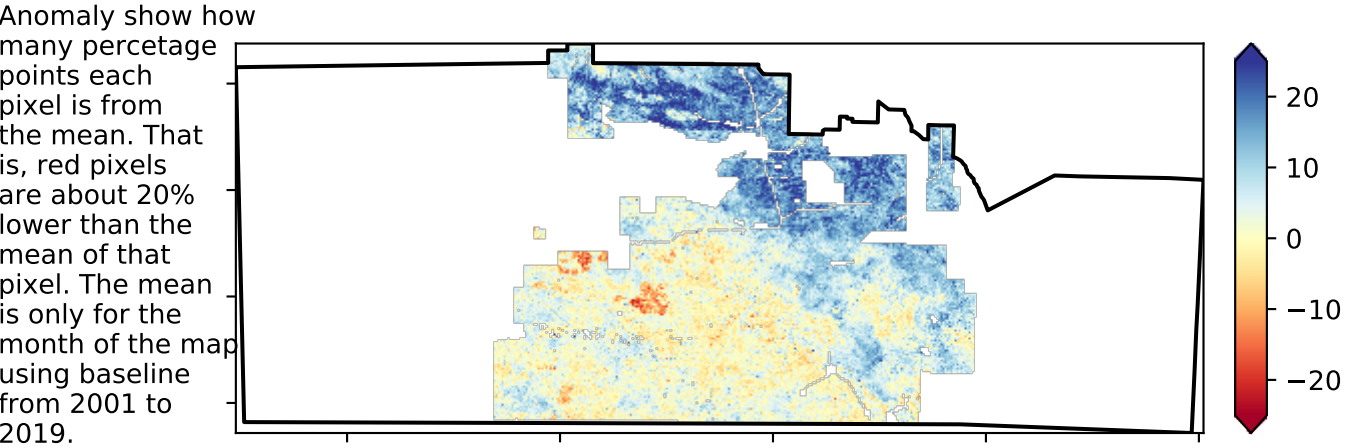 Anomaly show how
many percetage
points each
pixel is from
the mean. That
is, red pixels
are about 20%
lower than the
mean of that
pixel. The mean
is only for the
month of the map
using baseline
from 2001 to
2019.
20
10
0
−10
−20